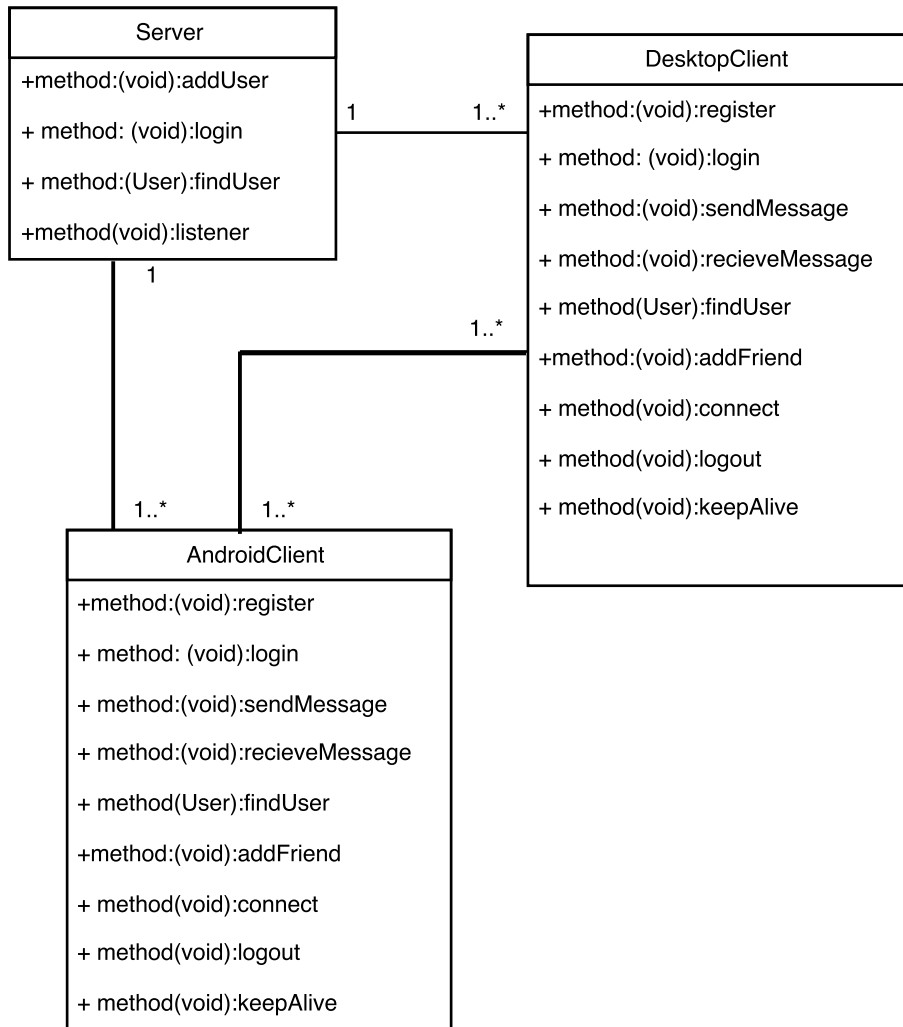 Server
+method:(void):addUser
+ method: (void):login
+ method:(User):findUser
+method(void):listener
1
1..*
DesktopClient
+method:(void):register
+ method: (void):login
+ method:(void):sendMessage
+ method:(void):recieveMessage
+ method(User):findUser
+method:(void):addFriend
+ method(void):connect
+ method(void):logout
+ method(void):keepAlive
1
1..*
1..*
1..*
AndroidClient
+method:(void):register
+ method: (void):login
+ method:(void):sendMessage
+ method:(void):recieveMessage
+ method(User):findUser
+method:(void):addFriend
+ method(void):connect
+ method(void):logout
+ method(void):keepAlive